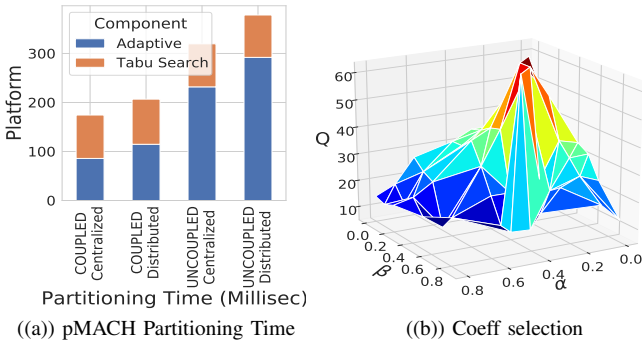 Component
Adaptive
Tabu Search
Platform
300
200
100
0
COUPLED
Centralized
COUPLED
Distributed
UNCOUPLED
Centralized
UNCOUPLED
Distributed
Partitioning Time (Millisec)
((a)) pMACH Partitioning Time
Q
60
50
40
30
20
10
0.0
0.2
0.4
0.6
0.8
β
0.8
0.6
0.4
0.2
0.0
α
((b)) Coeff selection